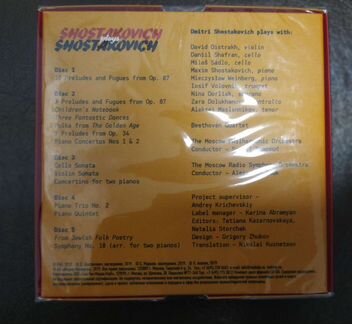 SHOSTAKOVICH
plays
SHOSTAKOVICH
Dmitri Shostakovich plays with:
David Oistrakh, violin
Daniil Shafran, cello
Miloš Sádlo, cello
Maxim Shostakovich, piano
Mieczyslaw Weinberg, piano
Iosif Volovnik, trumpet
Nina Dorliak, soprano
Zara Dolukhanova, contralto
Aleksei Maslennikov, tenor
Beethoven Quartet
The Moscow Philharmonic Orchestra
Conductor –
The Moscow Radio Symphony Orchestra
Conductor –
Project supervisor –
Andrey Krichevskiy
Label manager – Karina Abramyan
Editors: Tatiana Kazarnovskaya,
Natalia Storchak
Design – Grigory Zhukov
Translation – Nikolai Kuznetsov
Disc 1
Preludes and Fugues from Op. 87
Disc 2
Preludes and Fugues from Op. 87
Children's Notebook
Three Fantastic Dances
Polka from The Golden Age
Preludes from Op. 34
Piano Concertos Nos 1 & 2
Disc 3
Cello Sonata
Violin Sonata
Concertino for two pianos
Disc 4
Piano Trio No. 2
Piano Quintet
Disc 5
From Jewish Folk Poetry
Symphony No. 10 (arr. for two pianos)